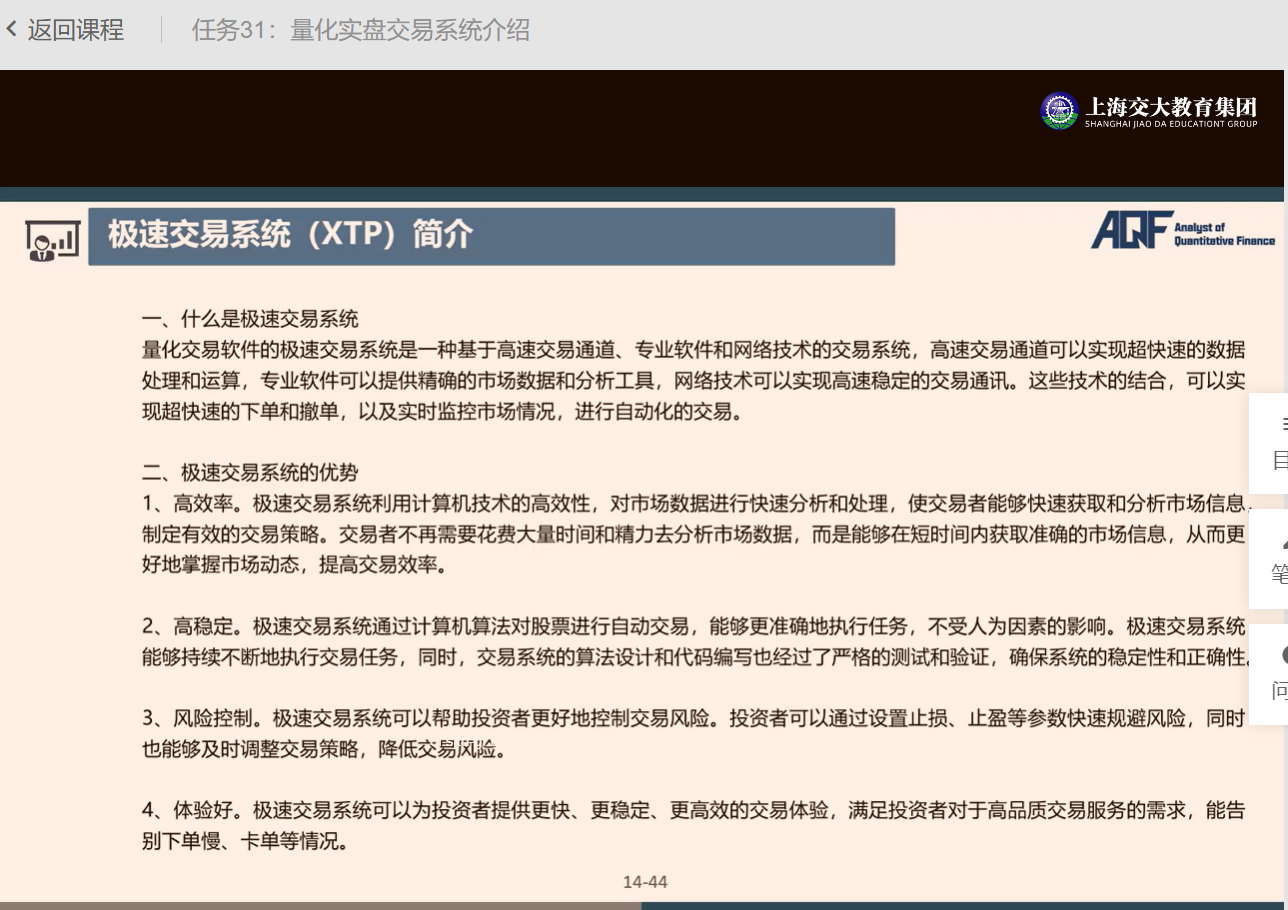 返回课程
任务31：量化实盘交易系统介绍
上海交大教育集团
SHANGHAI JIAO DA EDUCATIONT GROUP
极速交易系统（XTP）简介
AQF Analyst of
Quantitative Finance
一、什么是极速交易系统
量化交易软件的极速交易系统是一种基于高速交易通道、专业软件和网络技术的交易系统，高速交易通道可以实现超快速的数据
处理和运算，专业软件可以提供精确的市场数据和分析工具，网络技术可以实现高速稳定的交易通讯。这些技术的结合，可以实
现超快速的下单和撤单，以及实时监控市场情况，进行自动化的交易。
二、极速交易系统的优势
1、高效率。极速交易系统利用计算机技术的高效性，对市场数据进行快速分析和处理，使交易者能够快速获取和分析市场信息，
制定有效的交易策略。交易者不再需要花费大量时间和精力去分析市场数据，而是能够在短时间内获取准确的市场信息，从而更
好地掌握市场动态，提高交易效率。
2、高稳定。极速交易系统通过计算机算法对股票进行自动交易，能够更准确地执行任务，不受人为因素的影响。极速交易系统
能够持续不断地执行交易任务，同时，交易系统的算法设计和代码编写也经过了严格的测试和验证，确保系统的稳定性和正确性。
3、风险控制。极速交易系统可以帮助投资者更好地控制交易风险。投资者可以通过设置止损、止盈等参数快速规避风险，同时
也能够及时调整交易策略，降低交易风险。
4、体验好。极速交易系统可以为投资者提供更快、更稳定、更高效的交易体验，满足投资者对于高品质交易服务的需求，能告
别下单慢、卡单等情况。
14-44
目
笔
问